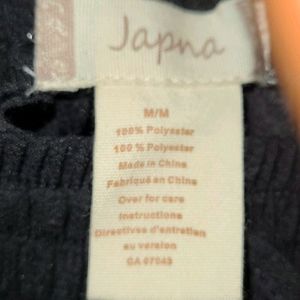 Japna
M/M
100% Polyester
100% Polyester
Made in China
Fabriqué en Chine
Over for care
Instructions
Directives d'entretien
au version
CA 07043